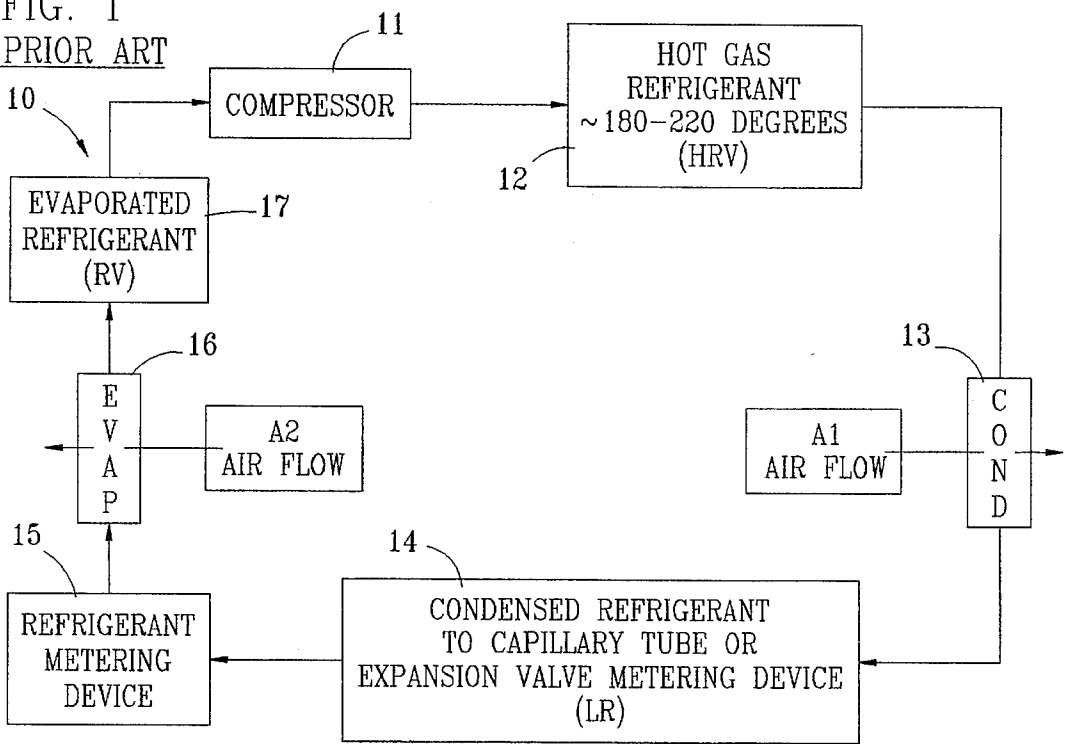 FIG. 1
PRIOR ART
10
11
COMPRESSOR
HOT GAS
REFRIGERANT
~180-220 DEGREES
(HRV)
12
EVAPORATED
REFRIGERANT
(RV)
17
16
EVAP
A2
AIR FLOW
A1
AIR FLOW
13
COND
15
REFRIGERANT
METERING
DEVICE
14
CONDENSED REFRIGERANT
TO CAPILLARY TUBE OR
EXPANSION VALVE METERING DEVICE
(LR)